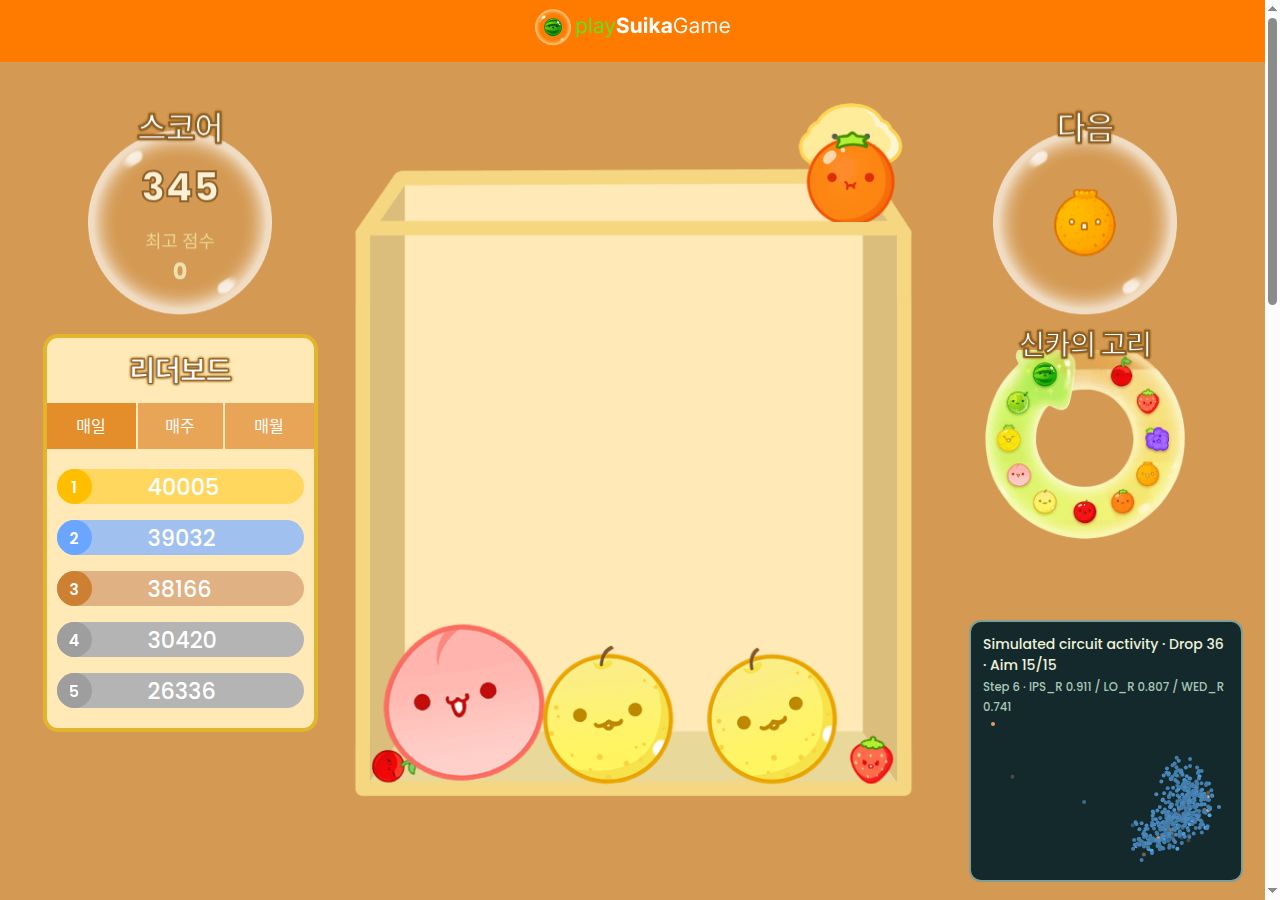 playSuikaGame
스코어
345
최고 점수
0
리더보드
매일 매주 매월
1 40005
2 39032
3 38166
4 30420
5 26336
다음
신카의 고리
Simulated circuit activity · Drop 36
· Aim 15/15
Step 6 · IPS_R 0.911 / LO_R 0.807 / WED_R
0.741